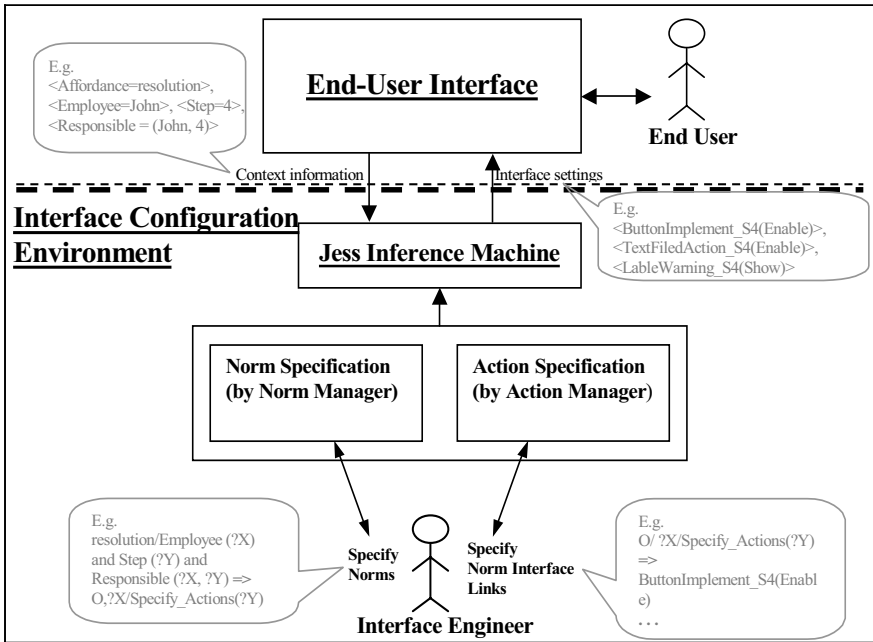 E.g.
<Affordance=resolution>,
<Employee=John>, <Step=4>,
<Responsible = (John, 4)>
End-User Interface
End User
Context information
Interface settings
Interface Configuration
Environment
E.g.
<ButtonImplement_S4(Enable)>,
<TextFiledAction_S4(Enable)>,
<LableWarning_S4(Show)>
Jess Inference Machine
Norm Specification
(by Norm Manager)
Action Specification
(by Action Manager)
E.g.
resolution/Employee (?X)
and Step (?Y) and
Responsible (?X, ?Y) =>
O,?X/Specify_Actions(?Y)
Specify
Norms
Specify
Norm Interface
Links
E.g.
O/ ?X/Specify_Actions(?Y)
=>
ButtonImplement_S4(Enabl
e)
. . .
Interface Engineer